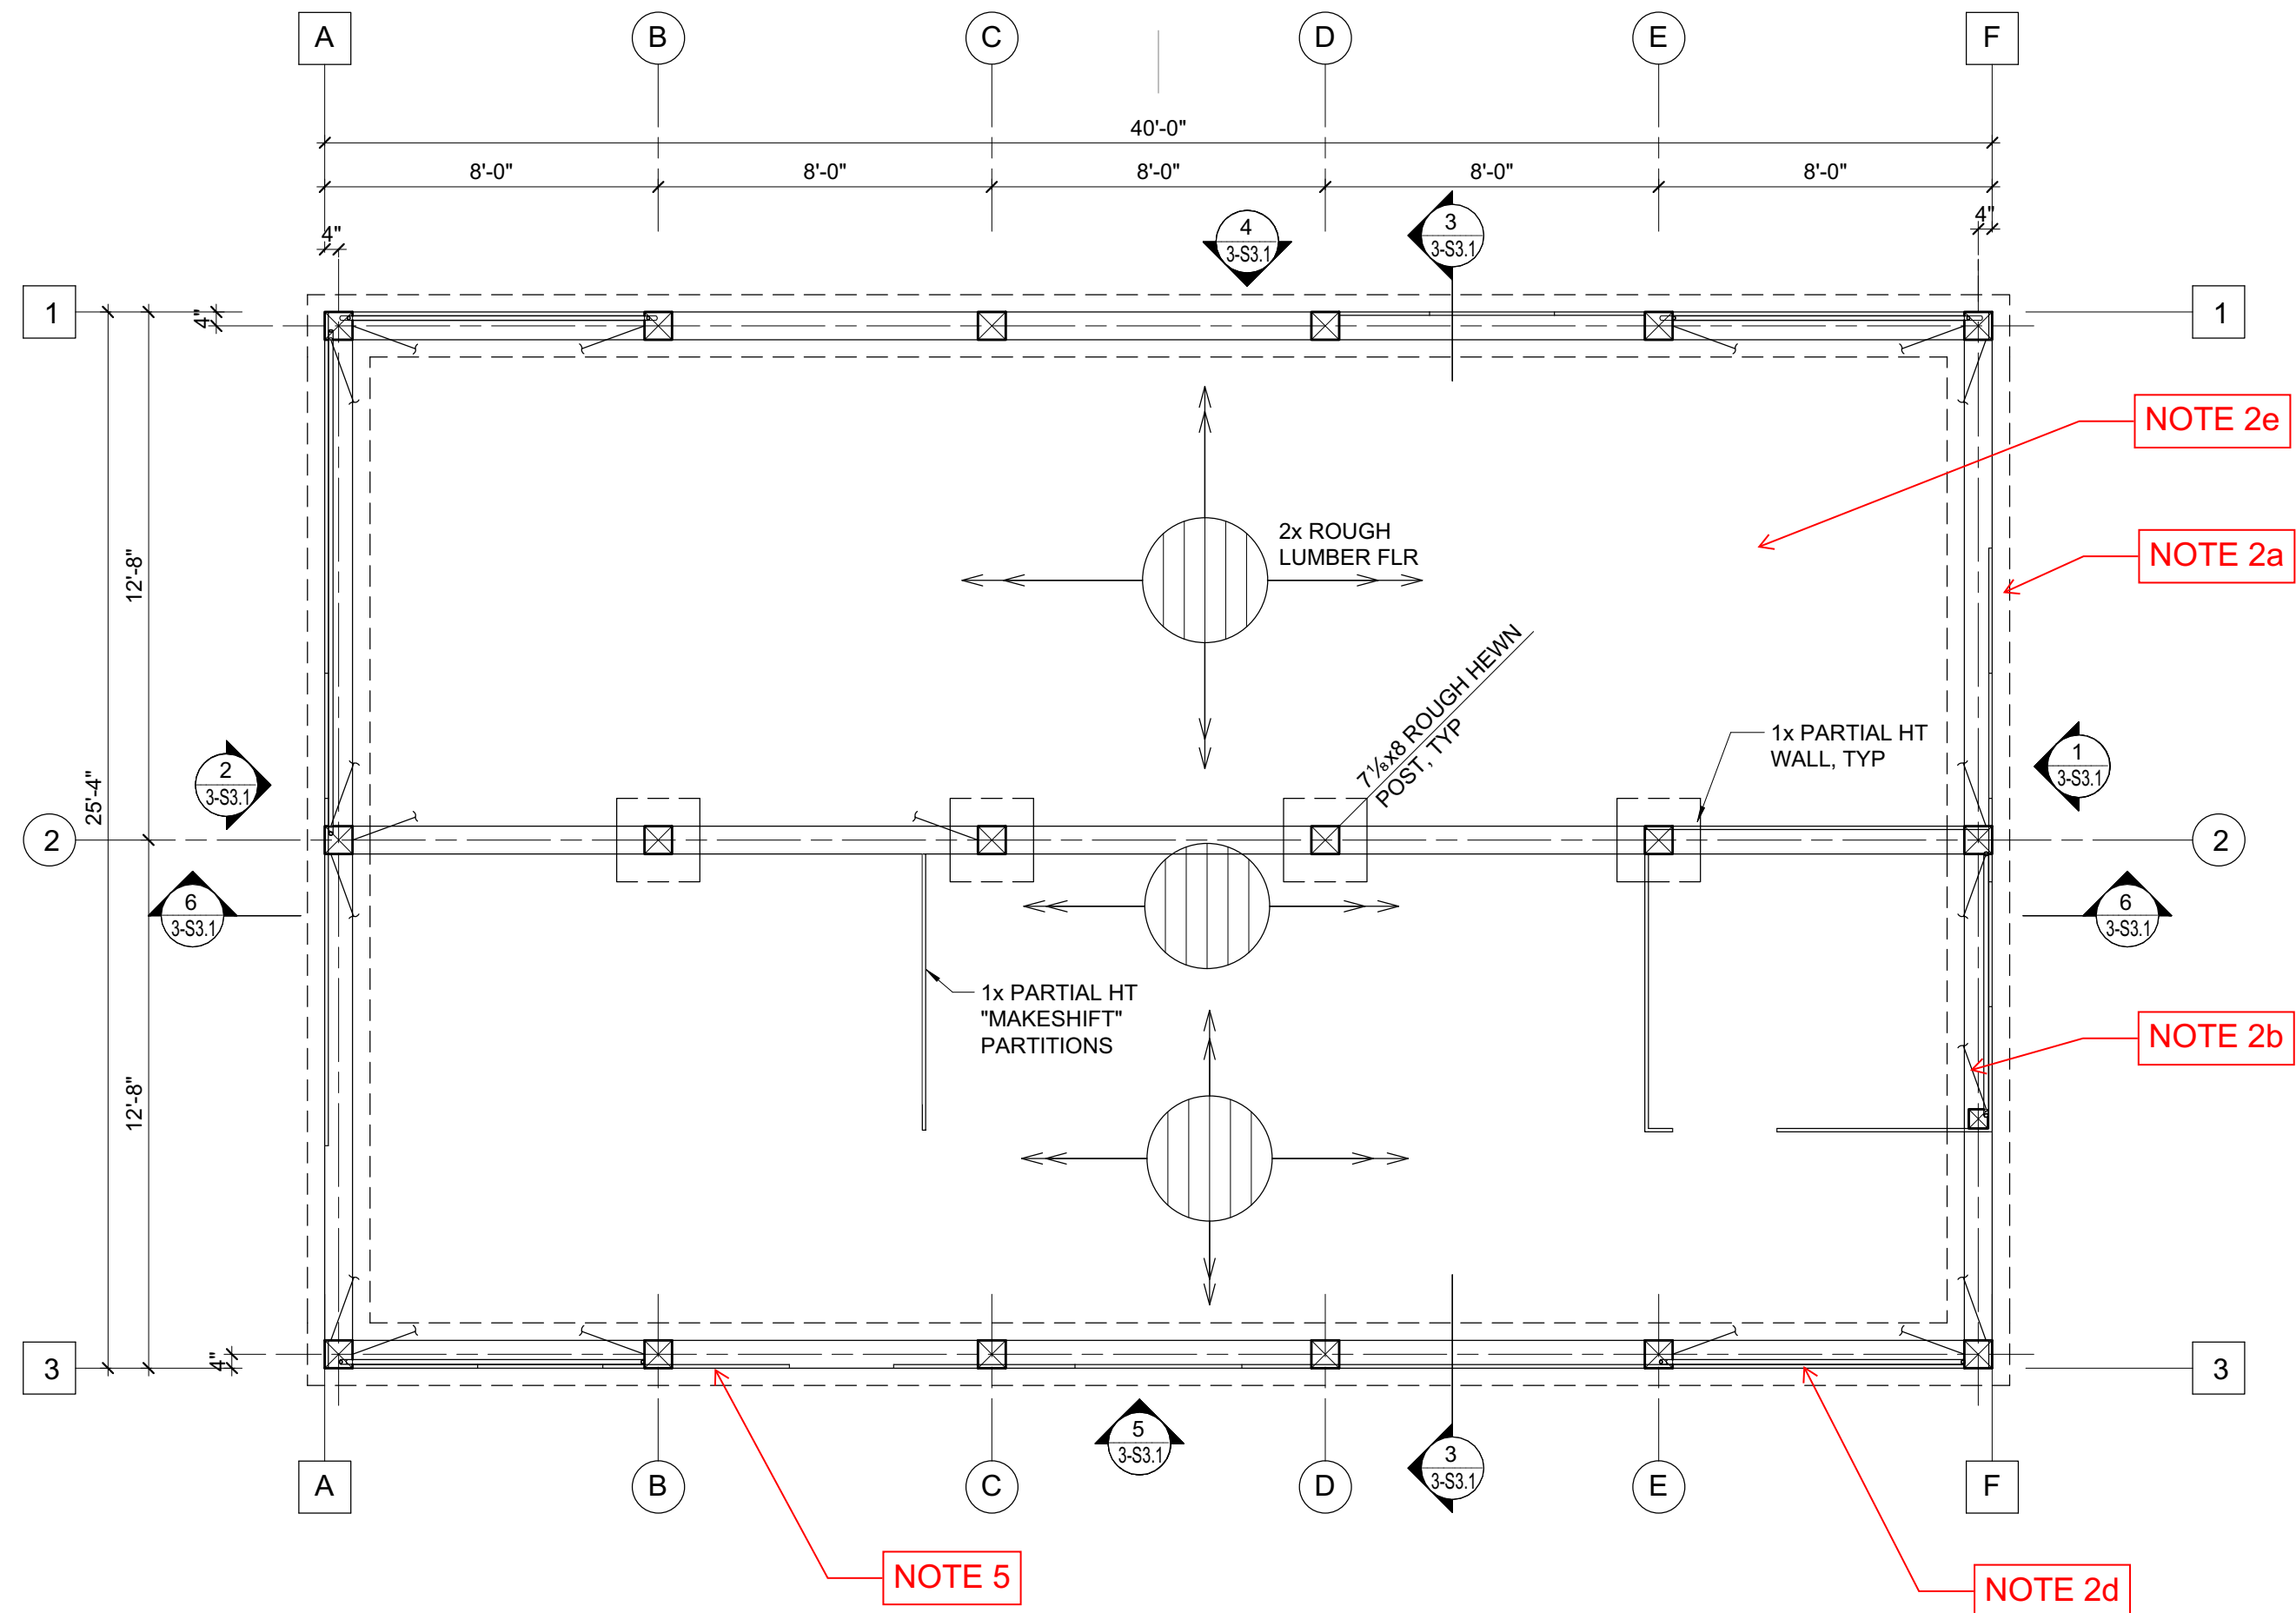 A
B
C
D
E
F
40'-0"
8'-0"
8'-0"
8'-0"
8'-0"
8'-0"
4"
4"
4
3-S3.1
3
3-S3.1
1
4"
1
NOTE 2e
2x ROUGH
LUMBER FLR
NOTE 2a
12'-8"
7⅛x8 ROUGH HEWN
POST, TYP
1x PARTIAL HT
WALL, TYP
2
3-S3.1
1
3-S3.1
25'-4"
2
2
6
3-S3.1
6
3-S3.1
1x PARTIAL HT
"MAKESHIFT"
PARTITIONS
NOTE 2b
12'-8"
3
4"
3
5
3-S3.1
3
3-S3.1
A
B
C
D
E
F
NOTE 5
NOTE 2d